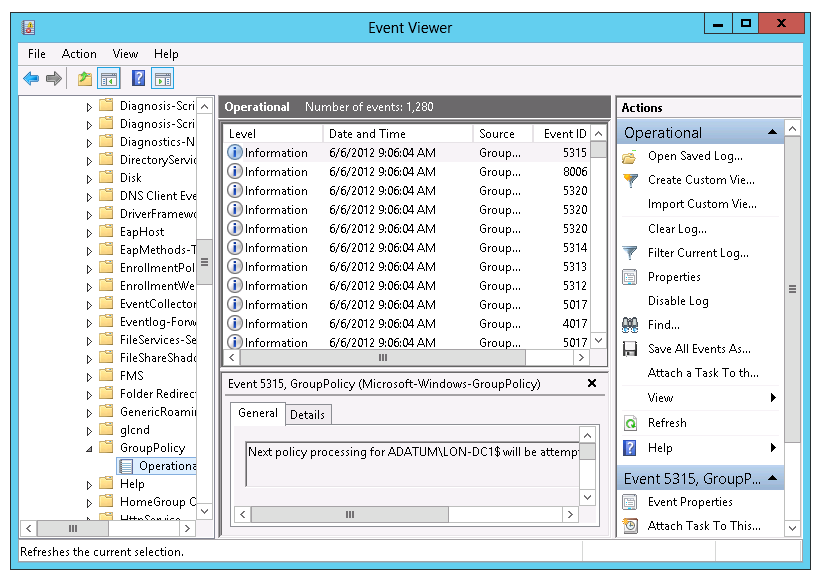 Event Viewer
File Action View Help
Diagnosis-Scri
Diagnosis-Scri
Diagnostics-N
DirectoryServic
Disk
DNS Client Eve
DriverFramewo
EapHost
EapMethods-T
EnrollmentPol
EnrollmentWe
EventCollector
Eventlog-Forw
FileServices-Se
FileShareShado
FMS
Folder Redirec
GenericRoamin
glcnd
GroupPolicy
Operationa
Help
HomeGroup C
HttpService
Operational Number of events: 1,280
Level Date and Time Source Event ID
Information 6/6/2012 9:06:04 AM Group... 5315
Information 6/6/2012 9:06:04 AM Group... 8006
Information 6/6/2012 9:06:04 AM Group... 5320
Information 6/6/2012 9:06:04 AM Group... 5320
Information 6/6/2012 9:06:04 AM Group... 5320
Information 6/6/2012 9:06:04 AM Group... 5314
Information 6/6/2012 9:06:04 AM Group... 5313
Information 6/6/2012 9:06:04 AM Group... 5312
Information 6/6/2012 9:06:04 AM Group... 5017
Information 6/6/2012 9:06:04 AM Group... 4017
Information 6/6/2012 9:06:04 AM Group... 5017
Event 5315, GroupPolicy (Microsoft-Windows-GroupPolicy)
General Details
Next policy processing for ADATUM\LON-DC1$ will be attemp
Actions
Operational
Open Saved Log...
Create Custom Vie...
Import Custom Vie...
Clear Log...
Filter Current Log...
Properties
Disable Log
Find...
Save All Events As...
Attach a Task To th...
View
Refresh
Help
Event 5315, GroupP...
Event Properties
Attach Task To This...
Refreshes the current selection.